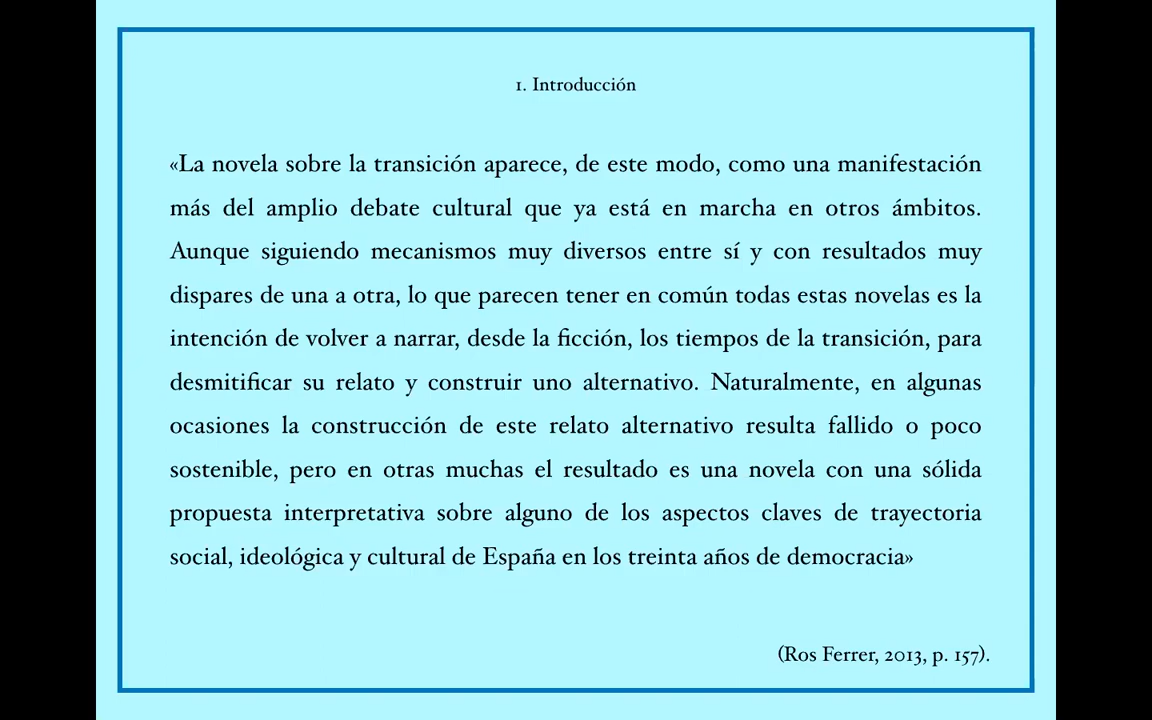 1. Introducción
«La novela sobre la transición aparece, de este modo, como una manifestación
más del amplio debate cultural que ya está en marcha en otros ámbitos.
Aunque siguiendo mecanismos muy diversos entre sí y con resultados muy
dispares de una a otra, lo que parecen tener en común todas estas novelas es la
intención de volver a narrar, desde la ficción, los tiempos de la transición, para
desmitificar su relato y construir uno alternativo. Naturalmente, en algunas
ocasiones la construcción de este relato alternativo resulta fallido o poco
sostenible, pero en otras muchas el resultado es una novela con una sólida
propuesta interpretativa sobre alguno de los aspectos claves de trayectoria
social, ideológica y cultural de España en los treinta años de democracia»
(Ros Ferrer, 2013, p. 157).